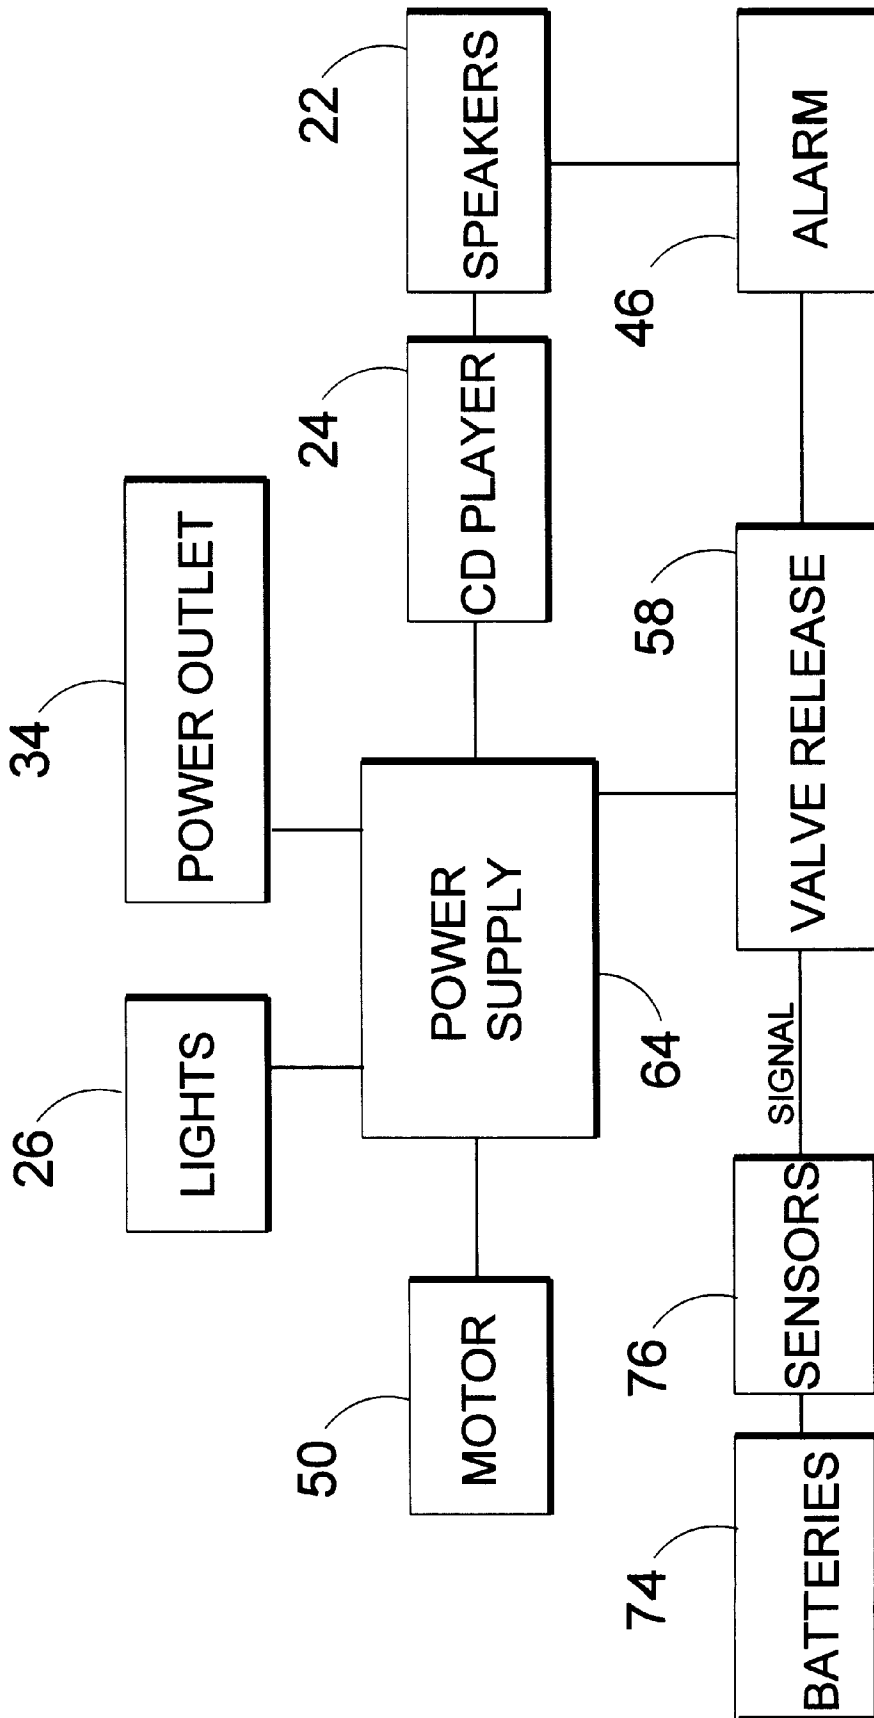 26
34
LIGHTS
POWER OUTLET
50
24
22
MOTOR
POWER
SUPPLY
CD PLAYER
SPEAKERS
64
74
76
58
46
SIGNAL
BATTERIES
SENSORS
VALVE RELEASE
ALARM